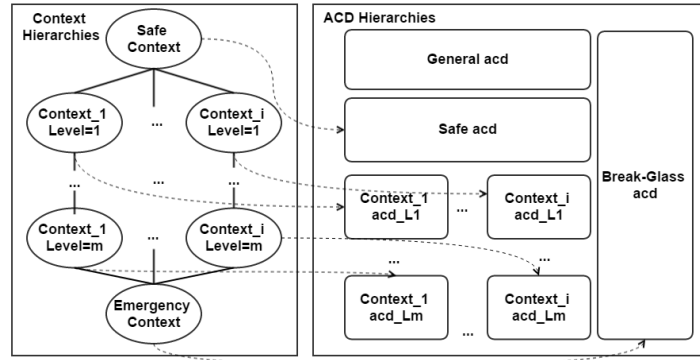 Context
Hierarchies
Safe
Context
Context_1
Level=1
...
Context_i
Level=1
...
...
...
Context_1
Level=m
...
Context_i
Level=m
Emergency
Context
ACD Hierarchies
General acd
Safe acd
Context_1
acd_L1
...
Context_i
acd_L1
...
...
Context_1
acd_Lm
...
Context_i
acd_Lm
Break-Glass
acd